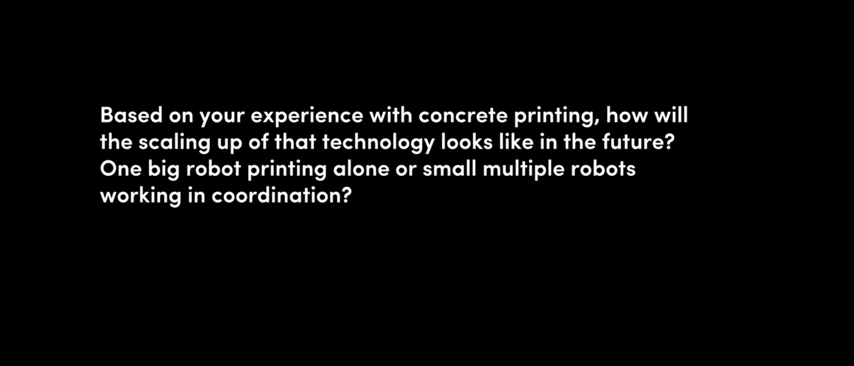 Based on your experience with concrete printing, how will
the scaling up of that technology looks like in the future?
One big robot printing alone or small multiple robots
working in coordination?